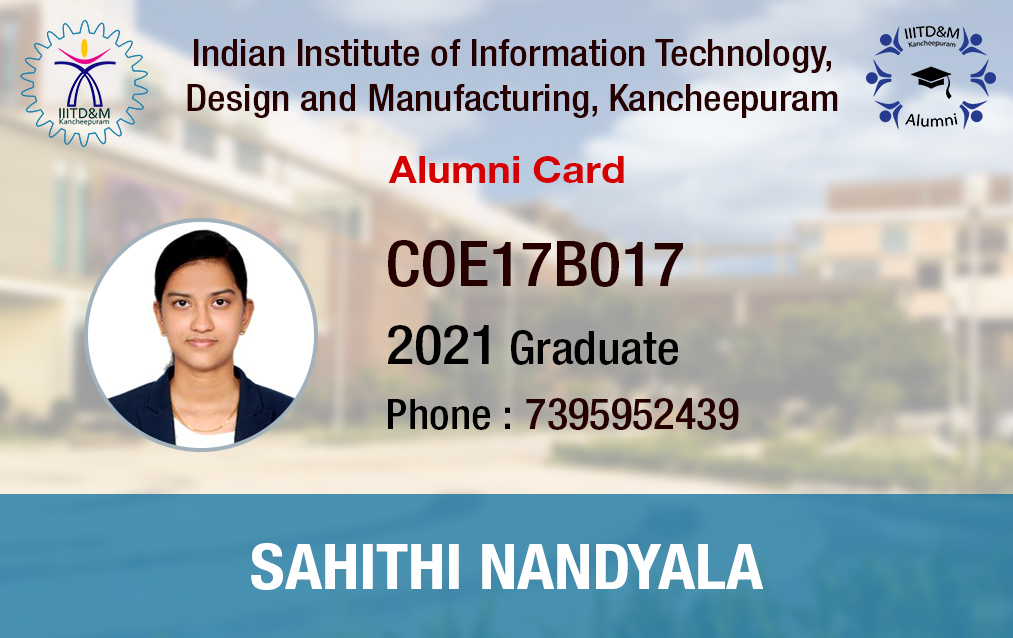 Indian Institute of Information Technology,
Design and Manufacturing, Kancheepuram
IIITD&M
Kancheepuram
IIITD&M
Kancheepuram
Alumni
Alumni Card
COE17B017
2021 Graduate
Phone : 7395952439
SAHITHI NANDYALA